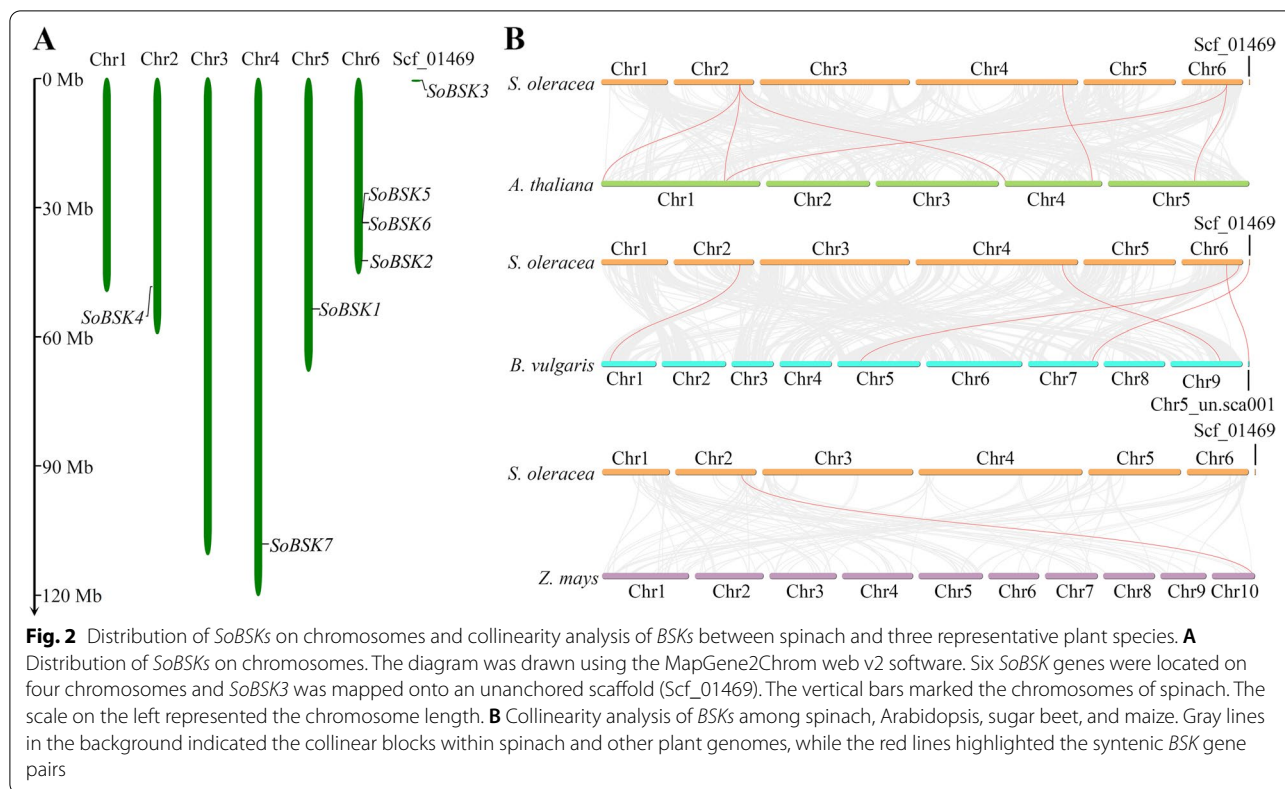 A
Chr1 Chr2 Chr3 Chr4 Chr5 Chr6 Scf_01469
0 Mb
SoBSK3
30 Mb
SoBSK5
SoBSK6
SoBSK2
SoBSK4
SoBSK1
60 Mb
90 Mb
SoBSK7
120 Mb
B
Scf_01469
Chr1 Chr2 Chr3 Chr4 Chr5 Chr6
S. oleracea
A. thaliana
Chr1 Chr2 Chr3 Chr4 Chr5
Scf_01469
Chr1 Chr2 Chr3 Chr4 Chr5 Chr6
S. oleracea
B. vulgaris
Chr1 Chr2 Chr3 Chr4 Chr5 Chr6 Chr7 Chr8 Chr9
Chr5_un.sca001
Scf_01469
Chr1 Chr2 Chr3 Chr4 Chr5 Chr6
S. oleracea
Z. mays
Chr1 Chr2 Chr3 Chr4 Chr5 Chr6 Chr7 Chr8 Chr9 Chr10
Fig. 2 Distribution of SoBSKs on chromosomes and collinearity analysis of BSKs between spinach and three representative plant species. A
Distribution of SoBSKs on chromosomes. The diagram was drawn using the MapGene2Chrom web v2 software. Six SoBSK genes were located on
four chromosomes and SoBSK3 was mapped onto an unanchored scaffold (Scf_01469). The vertical bars marked the chromosomes of spinach. The
scale on the left represented the chromosome length. B Collinearity analysis of BSKs among spinach, Arabidopsis, sugar beet, and maize. Gray lines
in the background indicated the collinear blocks within spinach and other plant genomes, while the red lines highlighted the syntenic BSK gene
pairs